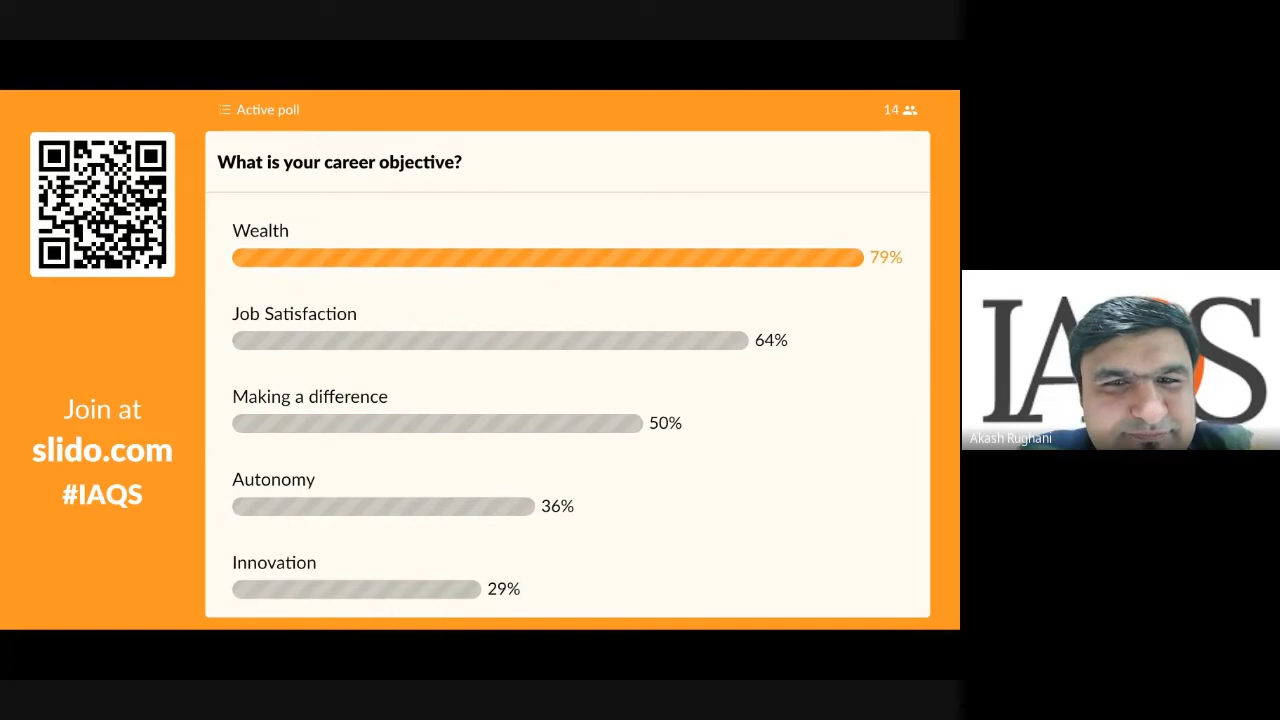 Active poll
14
What is your career objective?
Wealth
79%
Job Satisfaction
64%
Making a difference
50%
Autonomy
36%
Innovation
29%
Join at
slido.com
#IAQS
IAQS
Akash Rughani